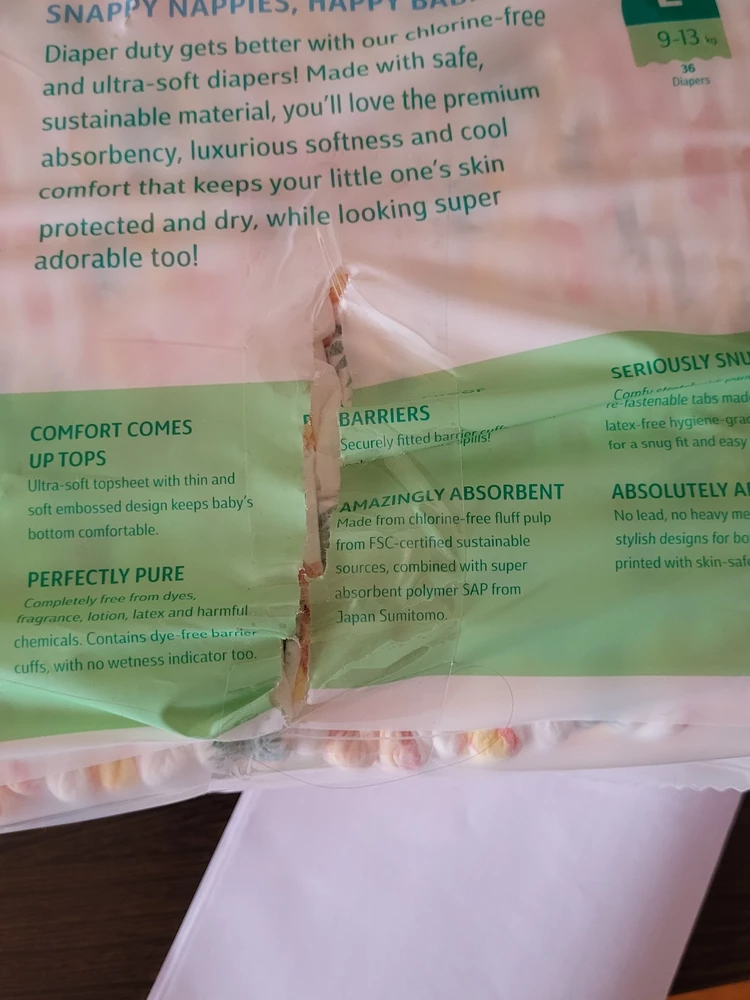 SNAPPY NAPPIES, HAPPY
Diaper duty gets better with our chlorine-free
and ultra-soft diapers! Made with safe,
sustainable material, you'll love the premium
absorbency, luxurious softness and cool
comfort that keeps your little one's skin
protected and dry, while looking super
adorable too!
9-13 kg
36
Diapers
COMFORT COMES
UP TOPS
Ultra-soft topsheet with thin and
soft embossed design keeps baby's
bottom comfortable.
PERFECTLY PURE
Completely free from dyes,
fragrance, lotion, latex and harmful
chemicals. Contains dye-free barrier
cuffs, with no wetness indicator too.
BARRIERS
Securely fitted barrier
AMAZINGLY ABSORBENT
Made from chlorine-free fluff pulp
from FSC-certified sustainable
sources, combined with super
absorbent polymer SAP from
Japan Sumitomo.
SERIOUSLY
re-fastenable tabs
latex-free
for a snug fit and easy
ABSOLUTELY
No lead, no heavy
stylish designs for
printed with